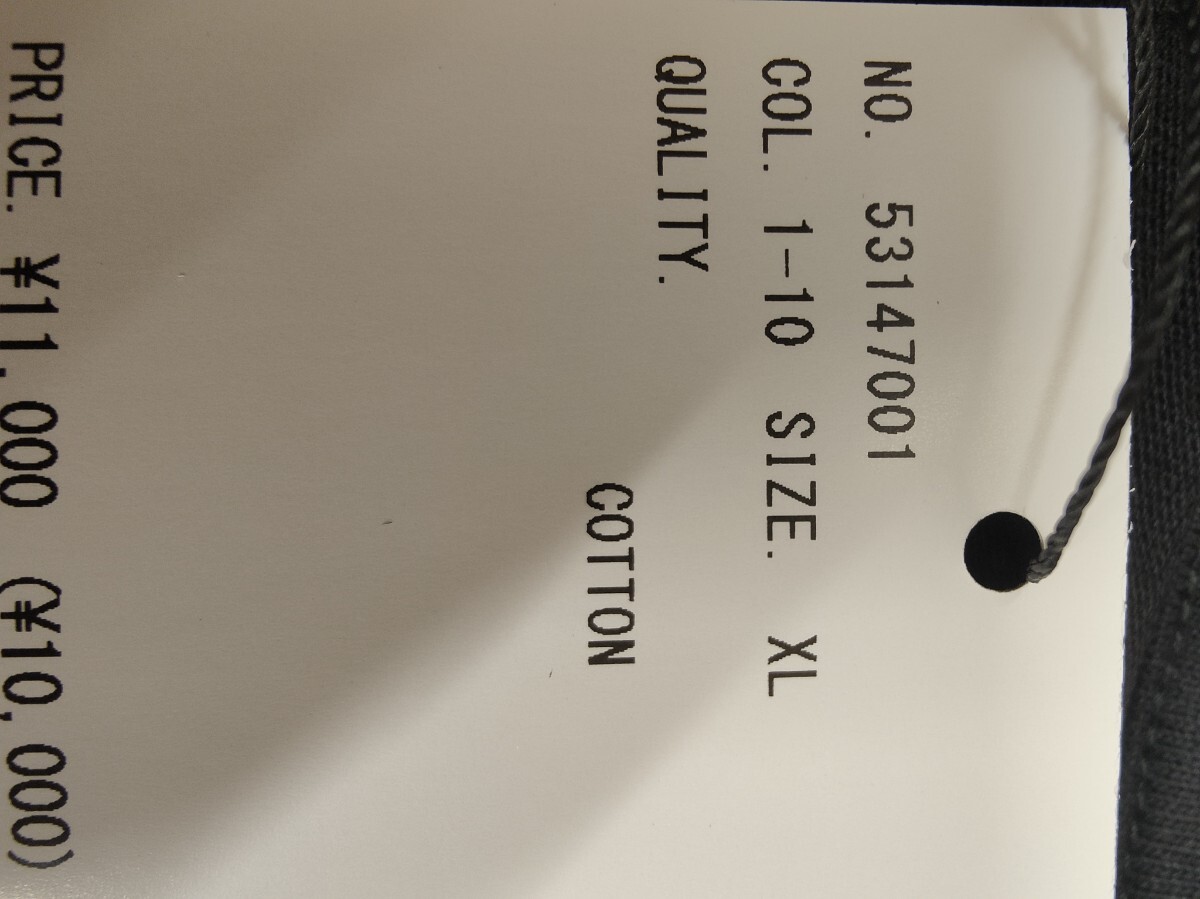 NO. 53147001
COL. 1-10 SIZE. XL
QUALITY.
COTTON
PRICE. ¥11,000 (¥10,000)